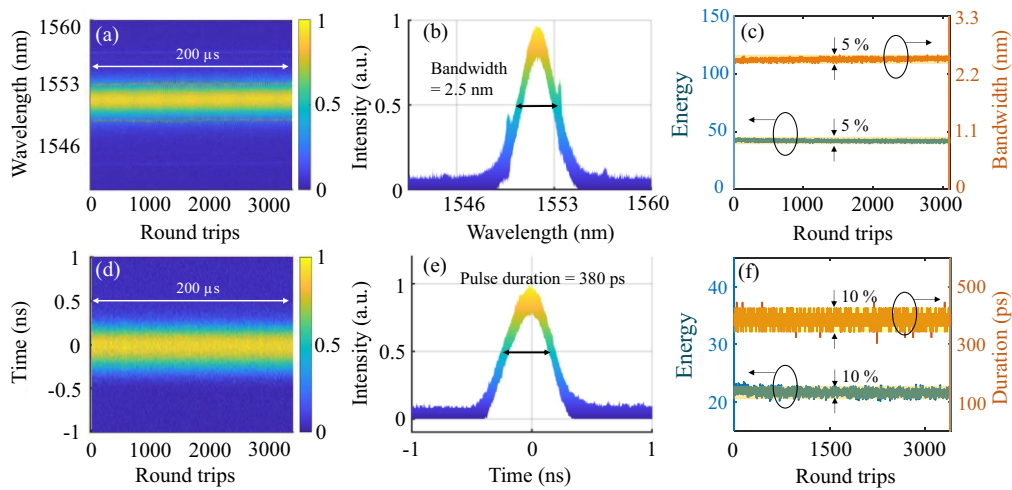 (a)
200 µs
Wavelength (nm)
1560
1553
1546
0
1000
2000
3000
Round trips
1
0.5
0
(b)
Bandwidth
= 2.5 nm
Intensity (a.u.)
1
0.5
0
1546
1553
1560
Wavelength (nm)
(c)
5 %
5 %
Energy
150
100
50
0
Bandwidth (nm)
3.3
2.2
1.1
0
0
1000
2000
3000
Round trips
(d)
200 µs
Time (ns)
1
0.5
0
-0.5
-1
0
1000
2000
3000
Round trips
1
0.5
0
(e)
Pulse duration = 380 ps
Intensity (a.u.)
1
0.5
0
-1
0
1
Time (ns)
(f)
10 %
10 %
Energy
40
30
20
Duration (ps)
500
300
100
0
1500
3000
Round trips